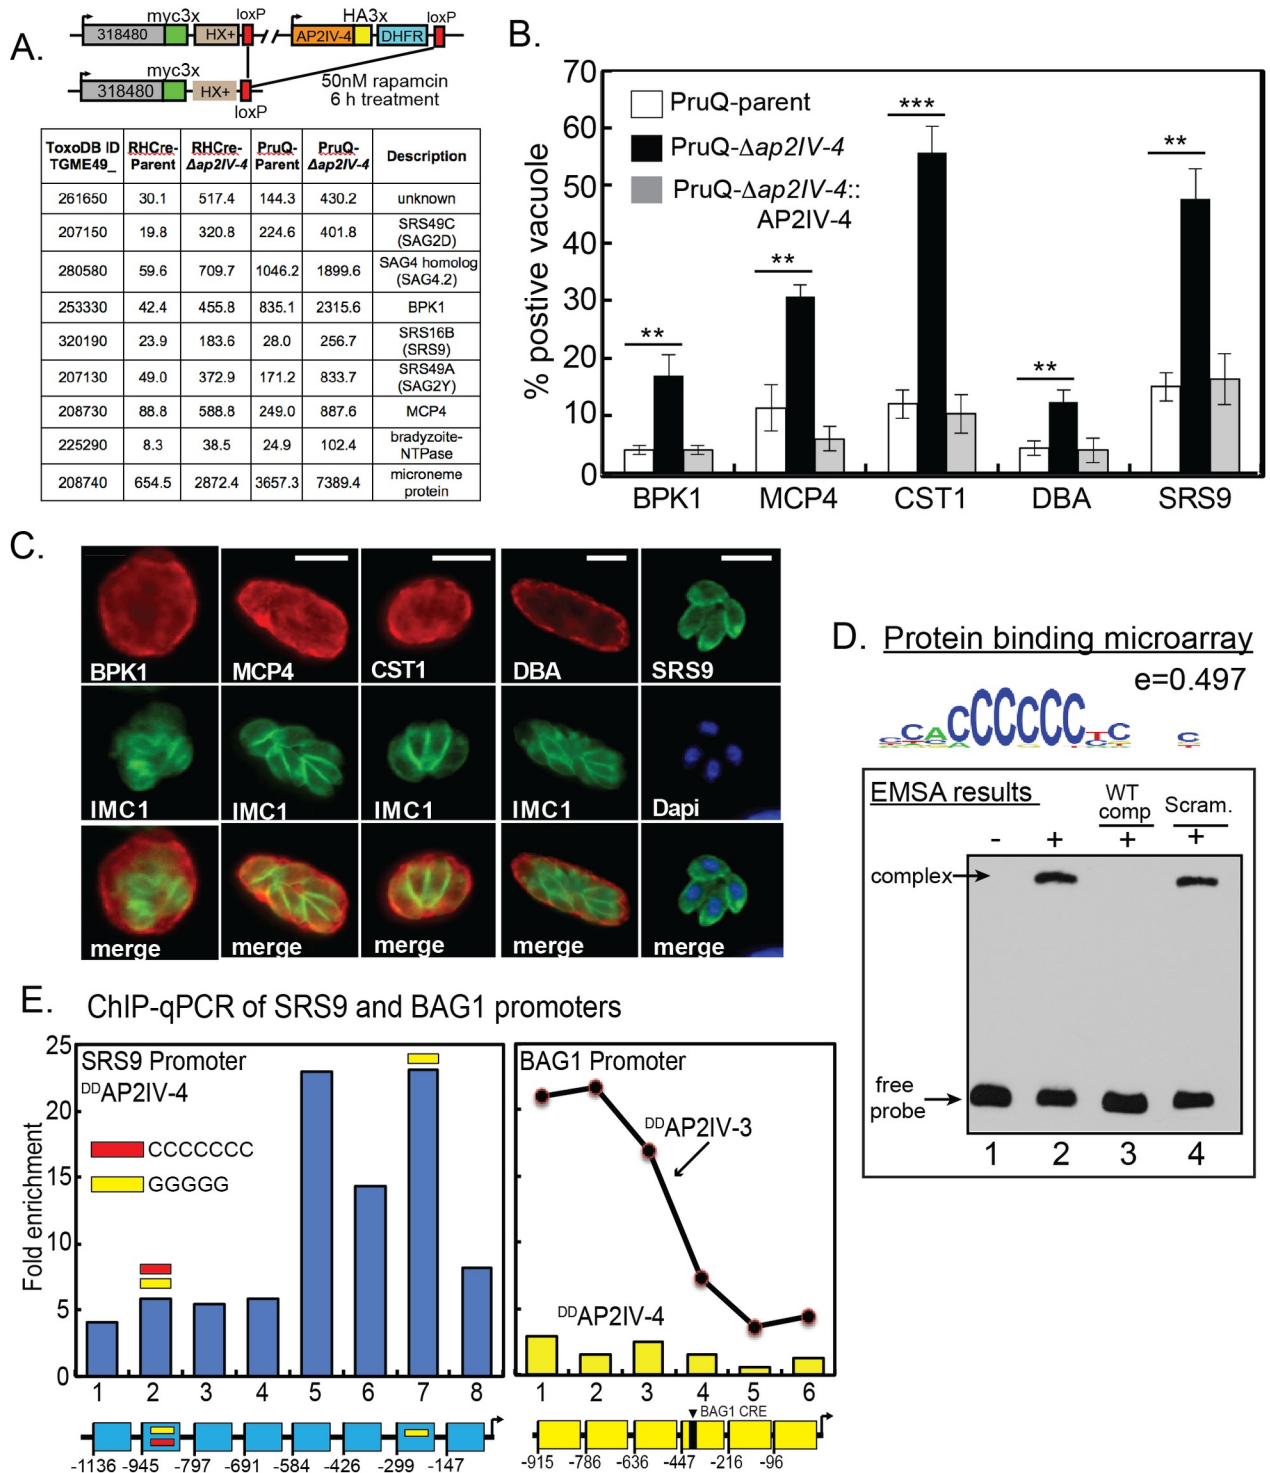 A.
myc3x loxP HA3x loxP
318480 HX+ // AP2IV-4 DHFR
myc3x
318480 HX+
loxP
50nM rapamcin
6 h treatment
ToxoDB ID TGME49_ RHCre-Parent RHCre-Δap2IV-4 PruQ-Parent PruQ-Δap2IV-4 Description
261650 30.1 517.4 144.3 430.2 unknown
207150 19.8 320.8 224.6 401.8 SRS49C (SAG2D)
280580 59.6 709.7 1046.2 1899.6 SAG4 homolog (SAG4.2)
253330 42.4 455.8 835.1 2315.6 BPK1
320190 23.9 183.6 28.0 256.7 SRS16B (SRS9)
207130 49.0 372.9 171.2 833.7 SRS49A (SAG2Y)
208730 88.8 588.8 249.0 887.6 MCP4
225290 8.3 38.5 24.9 102.4 bradyzoite-NTPase
208740 654.5 2872.4 3657.3 7389.4 microneme protein
B.
% postive vacuole
70
60
50
40
30
20
10
0
PruQ-parent
PruQ-Δap2IV-4
PruQ-Δap2IV-4::
AP2IV-4
** ** *** ** **
BPK1 MCP4 CST1 DBA SRS9
C.
BPK1 MCP4 CST1 DBA SRS9
IMC1 IMC1 IMC1 IMC1 Dapi
merge merge merge merge merge
D. Protein binding microarray
e=0.497
CACCCCCCCTC C
EMSA results
WT comp Scram.
- + + +
complex
free probe
1 2 3 4
E. ChIP-qPCR of SRS9 and BAG1 promoters
Fold enrichment
25
20
15
10
5
0
SRS9 Promoter
DDAP2IV-4
CCCCCCC
GGGGG
1 2 3 4 5 6 7 8
-1136 -945 -797 -691 -584 -426 -299 -147
BAG1 Promoter
DDAP2IV-3
DDAP2IV-4
1 2 3 4 5 6
BAG1 CRE
-915 -786 -636 -447 -216 -96